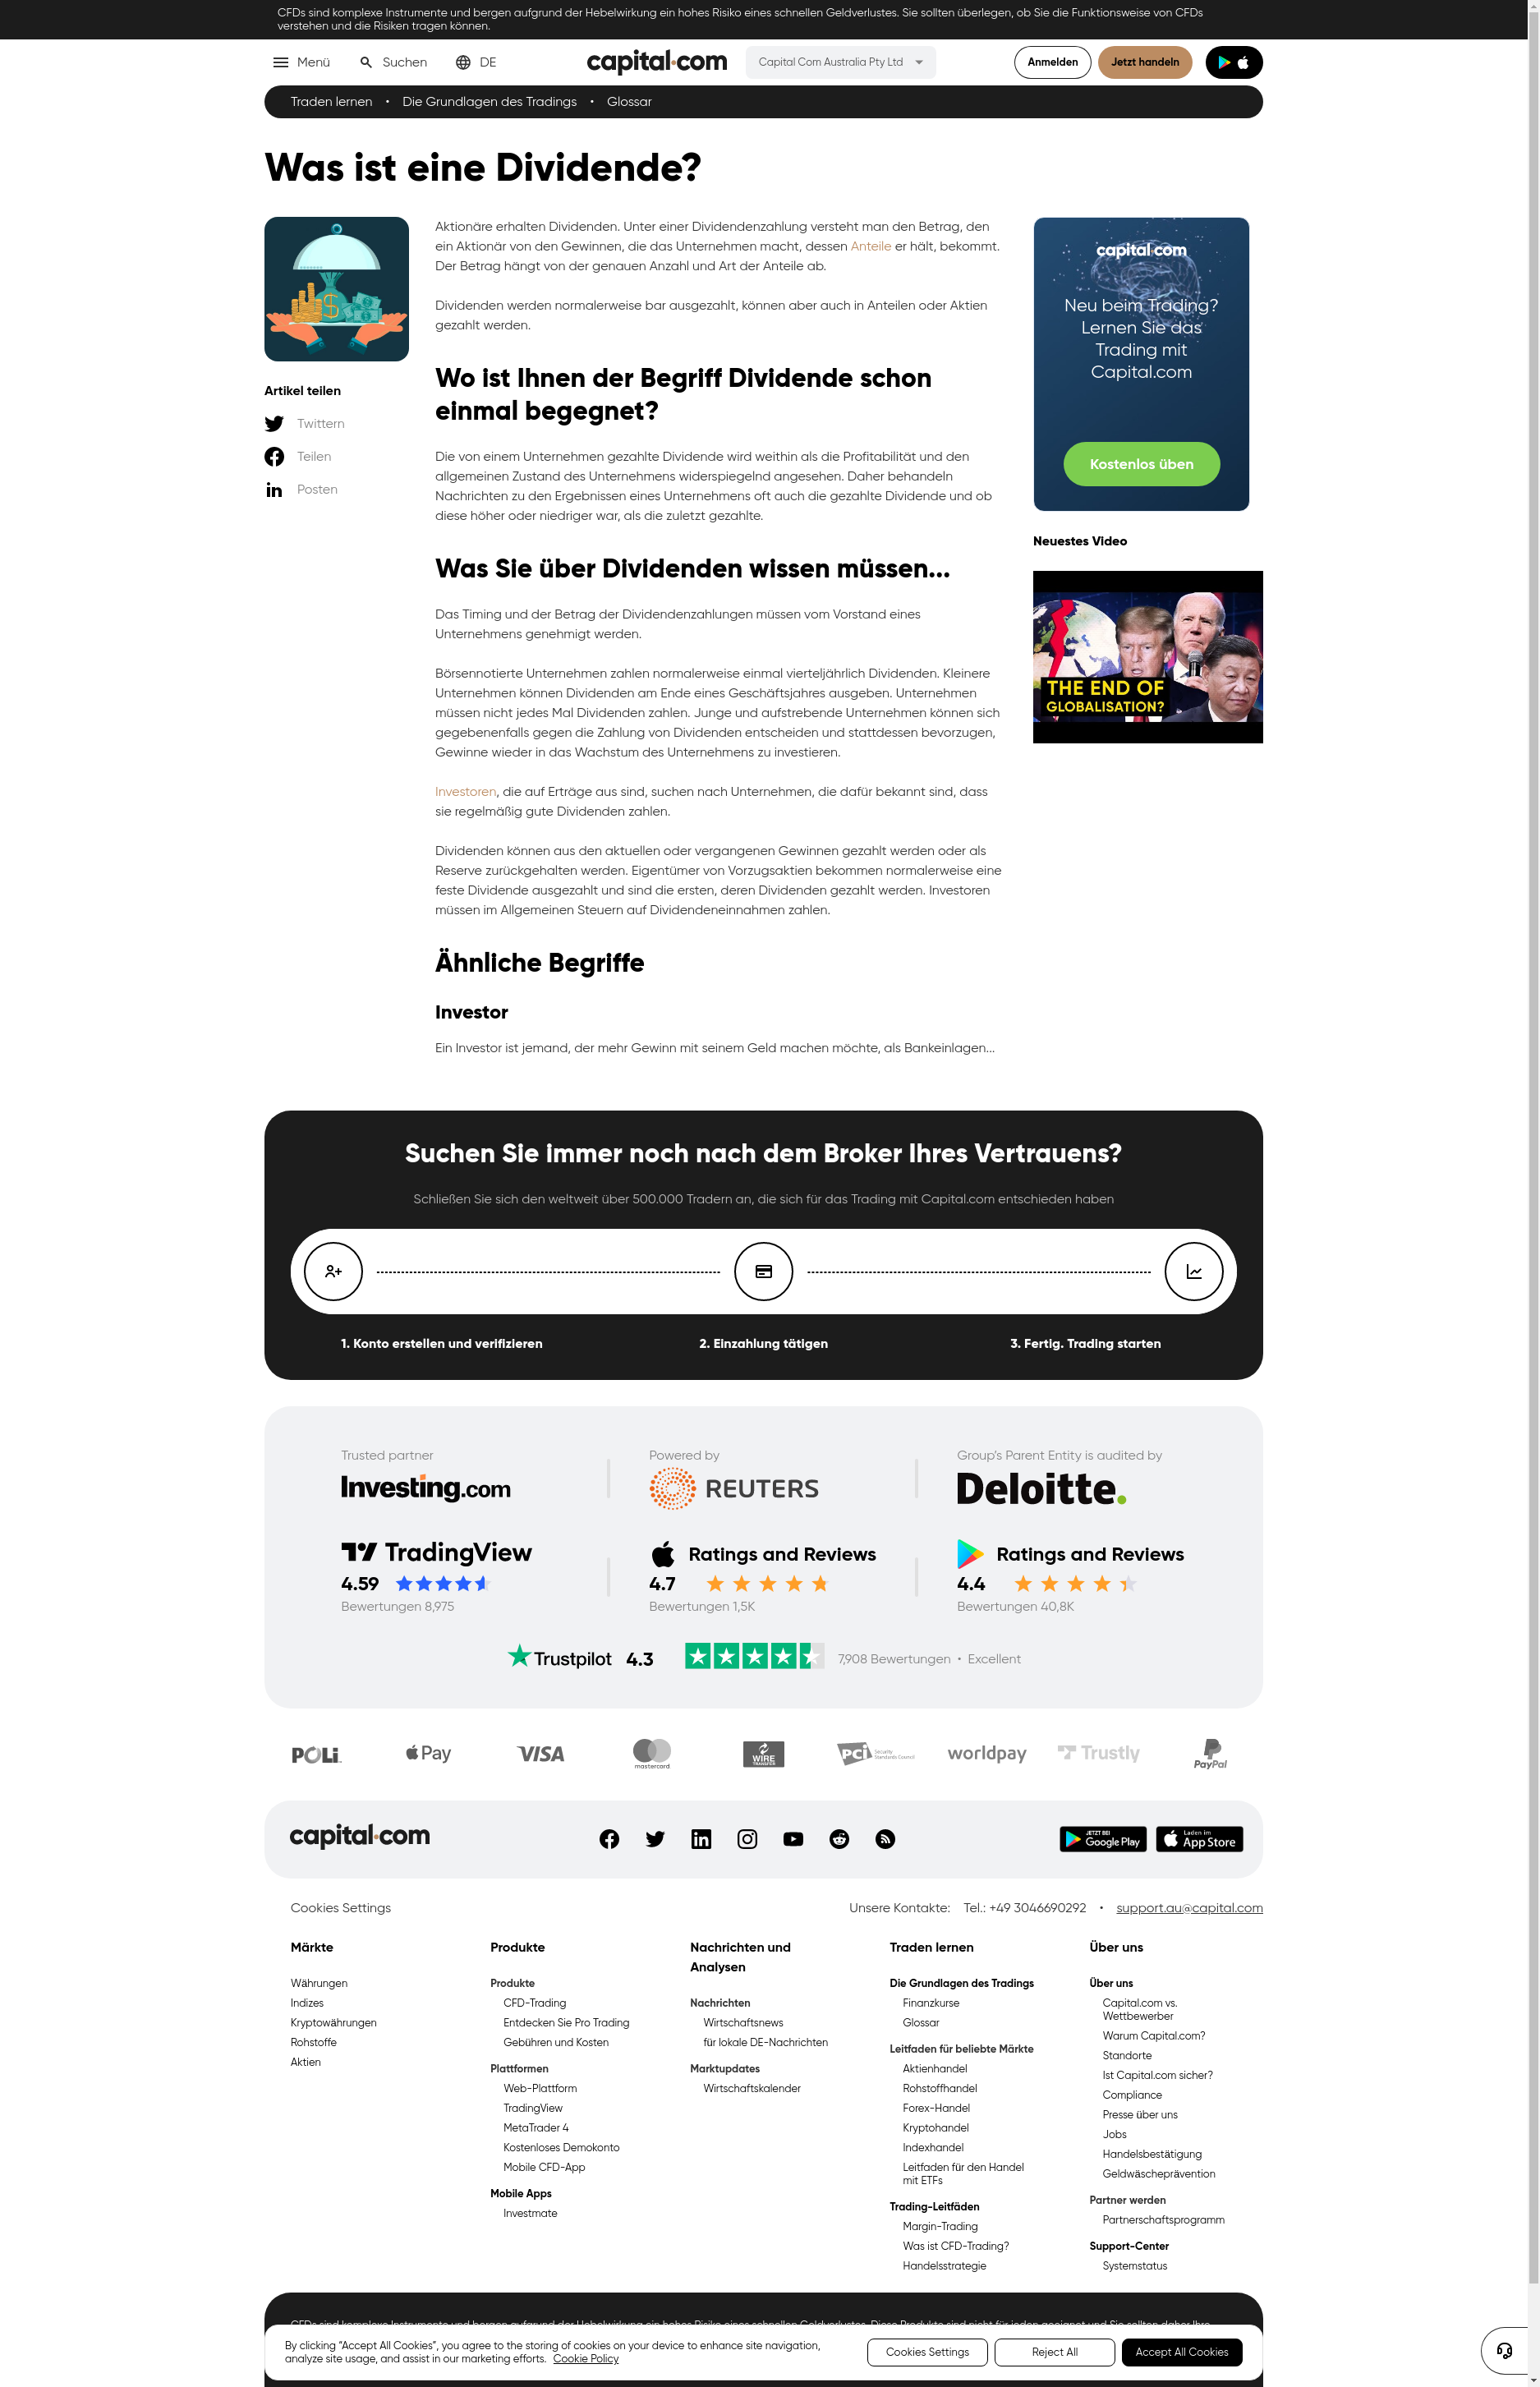 CFDs sind komplexe Instrumente und bergen aufgrund der Hebelwirkung ein hohes Risiko eines schnellen Geldverlustes. Sie sollten überlegen, ob Sie die Funktionsweise von CFDs
verstehen und die Risiken tragen können.
Menü
Suchen
DE
capital.com
Capital Com Australia Pty Ltd
Anmelden
Jetzt handeln
Traden lernen • Die Grundlagen des Tradings • Glossar
Was ist eine Dividende?
Artikel teilen
Twittern
Teilen
Posten
Aktionäre erhalten Dividenden. Unter einer Dividendenzahlung versteht man den Betrag, den
ein Aktionär von den Gewinnen, die das Unternehmen macht, dessen Anteile er hält, bekommt.
Der Betrag hängt von der genauen Anzahl und Art der Anteile ab.
Dividenden werden normalerweise bar ausgezahlt, können aber auch in Anteilen oder Aktien
gezahlt werden.
Wo ist Ihnen der Begriff Dividende schon
einmal begegnet?
Die von einem Unternehmen gezahlte Dividende wird weithin als die Profitabilität und den
allgemeinen Zustand des Unternehmens widerspiegelnd angesehen. Daher behandeln
Nachrichten zu den Ergebnissen eines Unternehmens oft auch die gezahlte Dividende und ob
diese höher oder niedriger war, als die zuletzt gezahlte.
Was Sie über Dividenden wissen müssen...
Das Timing und der Betrag der Dividendenzahlungen müssen vom Vorstand eines
Unternehmens genehmigt werden.
Börsennotierte Unternehmen zahlen normalerweise einmal vierteljährlich Dividenden. Kleinere
Unternehmen können Dividenden am Ende eines Geschäftsjahres ausgeben. Unternehmen
müssen nicht jedes Mal Dividenden zahlen. Junge und aufstrebende Unternehmen können sich
gegebenenfalls gegen die Zahlung von Dividenden entscheiden und stattdessen bevorzugen,
Gewinne wieder in das Wachstum des Unternehmens zu investieren.
Investoren, die auf Erträge aus sind, suchen nach Unternehmen, die dafür bekannt sind, dass
sie regelmäßig gute Dividenden zahlen.
Dividenden können aus den aktuellen oder vergangenen Gewinnen gezahlt werden oder als
Reserve zurückgehalten werden. Eigentümer von Vorzugsaktien bekommen normalerweise eine
feste Dividende ausgezahlt und sind die ersten, deren Dividenden gezahlt werden. Investoren
müssen im Allgemeinen Steuern auf Dividendeneinnahmen zahlen.
Ähnliche Begriffe
Investor
Ein Investor ist jemand, der mehr Gewinn mit seinem Geld machen möchte, als Bankeinlagen...
capital.com
Neu beim Trading?
Lernen Sie das
Trading mit
Capital.com
Kostenlos üben
Neuestes Video
THE END OF
GLOBALISATION?
Suchen Sie immer noch nach dem Broker Ihres Vertrauens?
Schließen Sie sich den weltweit über 500.000 Tradern an, die sich für das Trading mit Capital.com entschieden haben
1. Konto erstellen und verifizieren
2. Einzahlung tätigen
3. Fertig. Trading starten
Trusted partner
Investing.com
Powered by
REUTERS
Group's Parent Entity is audited by
Deloitte.
TradingView
4.59
Bewertungen 8,975
Ratings and Reviews
4.7
Bewertungen 1,5K
Ratings and Reviews
4.4
Bewertungen 40,8K
Trustpilot 4.3
7,908 Bewertungen • Excellent
POLi
Pay
VISA
mastercard
WIRE
TRANSFER
PCI Security
Standards Council
worldpay
Trustly
PayPal
capital.com
JETZT BEI
Google Play
Laden im
App Store
Cookies Settings
Unsere Kontakte: Tel.: +49 3046690292 • support.au@capital.com
Märkte
Währungen
Indizes
Kryptowährungen
Rohstoffe
Aktien
Produkte
Produkte
CFD-Trading
Entdecken Sie Pro Trading
Gebühren und Kosten
Plattformen
Web-Plattform
TradingView
MetaTrader 4
Kostenloses Demokonto
Mobile CFD-App
Mobile Apps
Investmate
Nachrichten und
Analysen
Nachrichten
Wirtschaftsnews
für lokale DE-Nachrichten
Marktupdates
Wirtschaftskalender
Traden lernen
Die Grundlagen des Tradings
Finanzkurse
Glossar
Leitfaden für beliebte Märkte
Aktienhandel
Rohstoffhandel
Forex-Handel
Kryptohandel
Indexhandel
Leitfaden für den Handel
mit ETFs
Trading-Leitfäden
Margin-Trading
Was ist CFD-Trading?
Handelsstrategie
Über uns
Über uns
Capital.com vs.
Wettbewerber
Warum Capital.com?
Standorte
Ist Capital.com sicher?
Compliance
Presse über uns
Jobs
Handelsbestätigung
Geldwäscheprävention
Partner werden
Partnerschaftsprogramm
Support-Center
Systemstatus
By clicking “Accept All Cookies”, you agree to the storing of cookies on your device to enhance site navigation,
analyze site usage, and assist in our marketing efforts. Cookie Policy
Cookies Settings
Reject All
Accept All Cookies